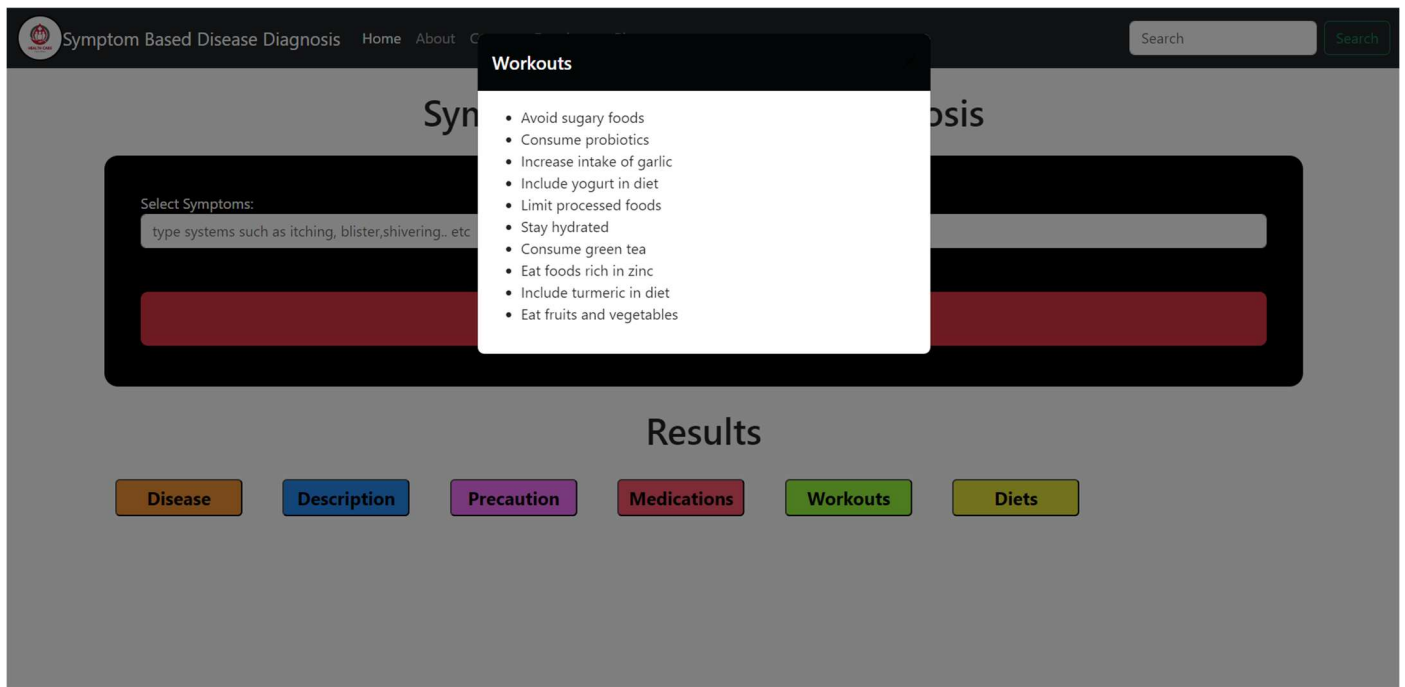 Symptom Based Disease Diagnosis Home About
Search
Search
Workouts
Avoid sugary foods
Consume probiotics
Increase intake of garlic
Include yogurt in diet
Limit processed foods
Stay hydrated
Consume green tea
Eat foods rich in zinc
Include turmeric in diet
Eat fruits and vegetables
Select Symptoms:
type systems such as itching, blister,shivering.. etc
Results
Disease Description Precaution Medications Workouts Diets